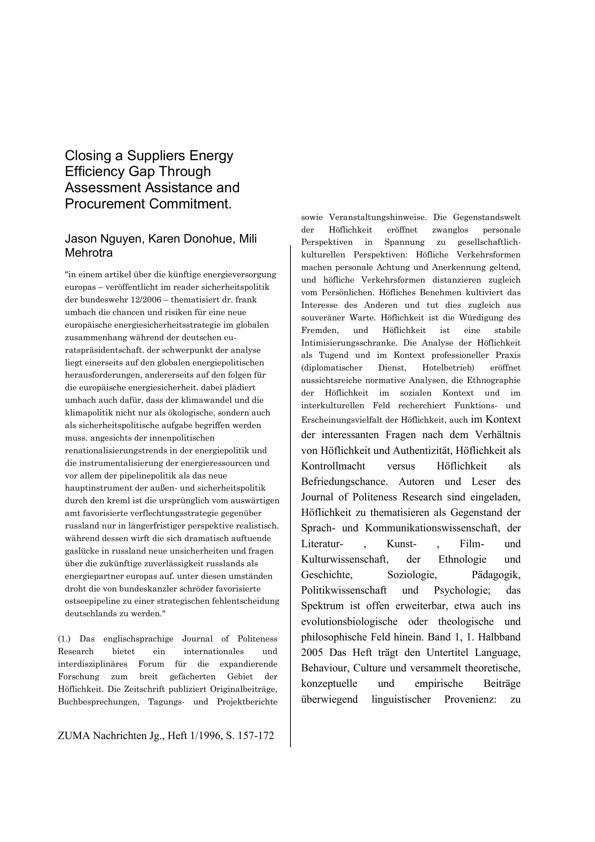 Closing a Suppliers Energy
Efficiency Gap Through
Assessment Assistance and
Procurement Commitment.
Jason Nguyen, Karen Donohue, Mili
Mehrotra
"in einem artikel über die künftige energieversorgung
europas – veröffentlicht im reader sicherheitspolitik
der bundeswehr 12/2006 – thematisiert dr. frank
umbach die chancen und risiken für eine neue
europäische energiesicherheitsstrategie im globalen
zusammenhang während der deutschen eu-
ratspräsidentschaft. der schwerpunkt der analyse
liegt einerseits auf den globalen energiepolitischen
herausforderungen, andererseits auf den folgen für
die europäische energiesicherheit. dabei plädiert
umbach auch dafür, dass der klimawandel und die
klimapolitik nicht nur als ökologische, sondern auch
als sicherheitspolitische aufgabe begriffen werden
muss. angesichts der innenpolitischen
renationalisierungstrends in der energiepolitik und
die instrumentalisierung der energieressourcen und
vor allem der pipelinepolitik als das neue
hauptinstrument der außen- und sicherheitspolitik
durch den kreml ist die ursprünglich vom auswärtigen
amt favorisierte verflechtungsstrategie gegenüber
russland nur in längerfristiger perspektive realistisch.
während dessen wirft die sich dramatisch auftuende
gaslücke in russland neue unsicherheiten und fragen
über die zukünftige zuverlässigkeit russlands als
energiepartner europas auf. unter diesen umständen
droht die von bundeskanzler schröder favorisierte
ostseepipeline zu einer strategischen fehlentscheidung
deutschlands zu werden."
(1.) Das englischsprachige Journal of Politeness
Research bietet ein internationales und
interdisziplinäres Forum für die expandierende
Forschung zum breit gefächerten Gebiet der
Höflichkeit. Die Zeitschrift publiziert Originalbeiträge,
Buchbesprechungen, Tagungs- und Projektberichte
sowie Veranstaltungshinweise. Die Gegenstandswelt
der Höflichkeit eröffnet zwanglos personale
Perspektiven in Spannung zu gesellschaftlich-
kulturellen Perspektiven: Höfliche Verkehrsformen
machen personale Achtung und Anerkennung geltend,
und höfliche Verkehrsformen distanzieren zugleich
vom Persönlichen. Höfliches Benehmen kultiviert das
Interesse des Anderen und tut dies zugleich aus
souveräner Warte. Höflichkeit ist die Würdigung des
Fremden, und Höflichkeit ist eine stabile
Intimisierungsschranke. Die Analyse der Höflichkeit
als Tugend und im Kontext professioneller Praxis
(diplomatischer Dienst, Hotelbetrieb) eröffnet
aussichtsreiche normative Analysen, die Ethnographie
der Höflichkeit im sozialen Kontext und im
interkulturellen Feld recherchiert Funktions- und
Erscheinungsvielfalt der Höflichkeit, auch im Kontext
der interessanten Fragen nach dem Verhältnis
von Höflichkeit und Authentizität, Höflichkeit als
Kontrollmacht versus Höflichkeit als
Befriedungschance. Autoren und Leser des
Journal of Politeness Research sind eingeladen,
Höflichkeit zu thematisieren als Gegenstand der
Sprach- und Kommunikationswissenschaft, der
Literatur- , Kunst- , Film- und
Kulturwissenschaft, der Ethnologie und
Geschichte, Soziologie, Pädagogik,
Politikwissenschaft und Psychologie; das
Spektrum ist offen erweiterbar, etwa auch ins
evolutionsbiologische oder theologische und
philosophische Feld hinein. Band 1, 1. Halbband
2005 Das Heft trägt den Untertitel Language,
Behaviour, Culture und versammelt theoretische,
konzeptuelle und empirische Beiträge
überwiegend linguistischer Provenienz: zu
ZUMA Nachrichten Jg., Heft 1/1996, S. 157-172